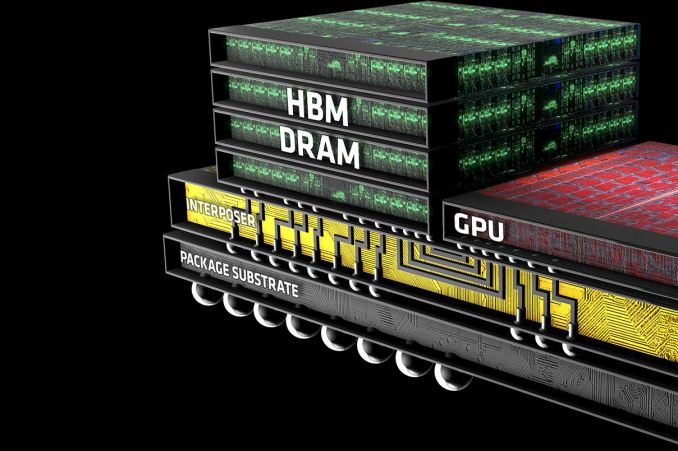 HBM
DRAM
INTERPOSER
GPU
PACKAGE SUBSTRATE